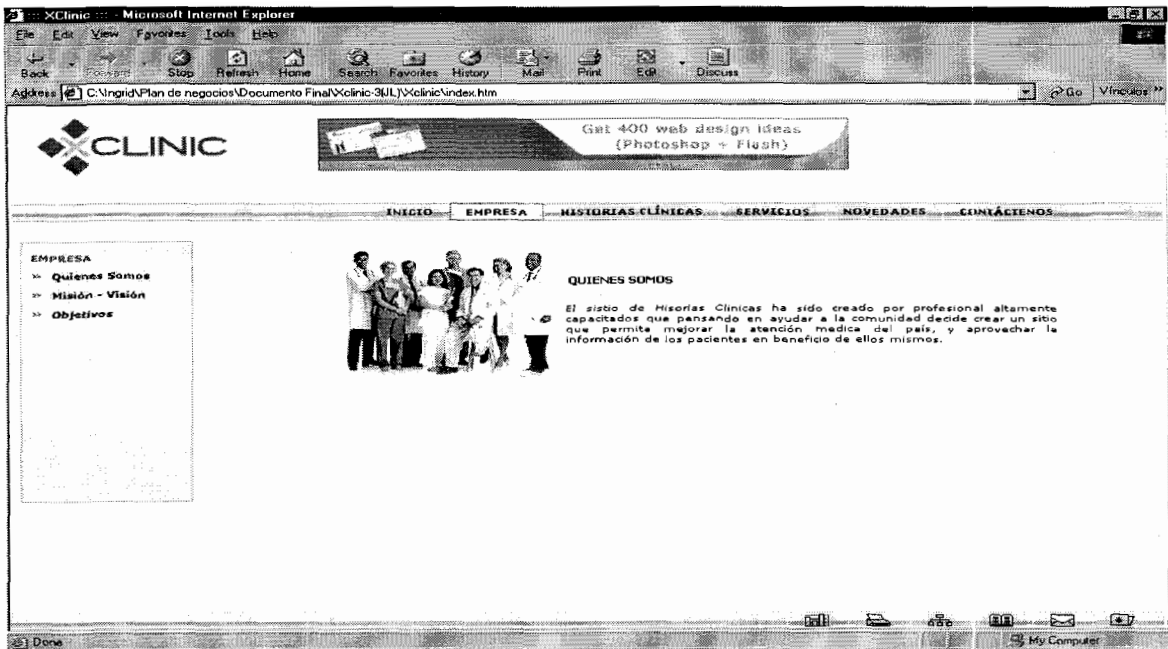 ::: XClinic ::: - Microsoft Internet Explorer
File Edit View Favorites Tools Help
Back Forward Stop Refresh Home Search Favorites History Mail Print Edit Discuss
Address C:\Ingrid\Plan de negocios\Documento Final\Xclinic-3(JL)\Xclinic\index.htm Go Vínculos »
XCLINIC
Get 400 web design ideas
(Photoshop + Flash)
INICIO EMPRESA HISTORIAS CLÍNICAS SERVICIOS NOVEDADES CONTÁCTENOS
EMPRESA
» Quienes Somos
» Misión - Visión
» Objetivos
QUIENES SOMOS
El sistio de Hisorias Clinicas ha sido creado por profesional altamente
capacitados que pensando en ayudar a la comunidad decide crear un sitio
que permita mejorar la atención medica del país, y aprovechar la
información de los pacientes en beneficio de ellos mismos.
Done My Computer